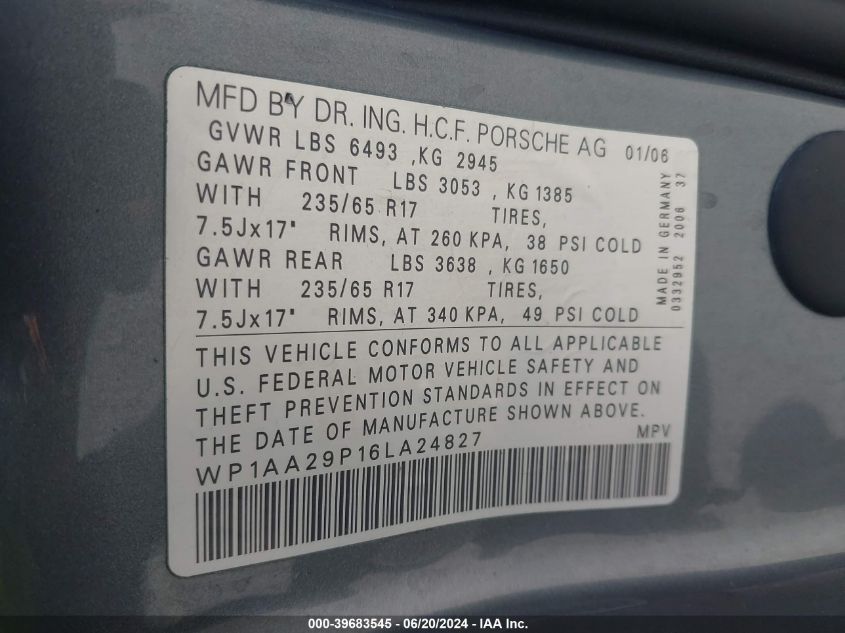 MFD BY DR. ING. H.C.F. PORSCHE AG 01/06
GVWR LBS 6493 ,KG 2945
GAWR FRONT LBS 3053 , KG 1385
WITH 235/65 R17 TIRES,
7.5Jx17" RIMS, AT 260 KPA, 38 PSI COLD
GAWR REAR LBS 3638 , KG 1650
WITH 235/65 R17 TIRES,
7.5Jx17" RIMS, AT 340 KPA, 49 PSI COLD
MADE IN GERMANY
0332952 2006 37
THIS VEHICLE CONFORMS TO ALL APPLICABLE
U.S. FEDERAL MOTOR VEHICLE SAFETY AND
THEFT PREVENTION STANDARDS IN EFFECT ON
THE DATE OF MANUFACTURE SHOWN ABOVE.
WP1AA29P16LA24827 MPV
000-39683545 - 06/20/2024 - IAA Inc.